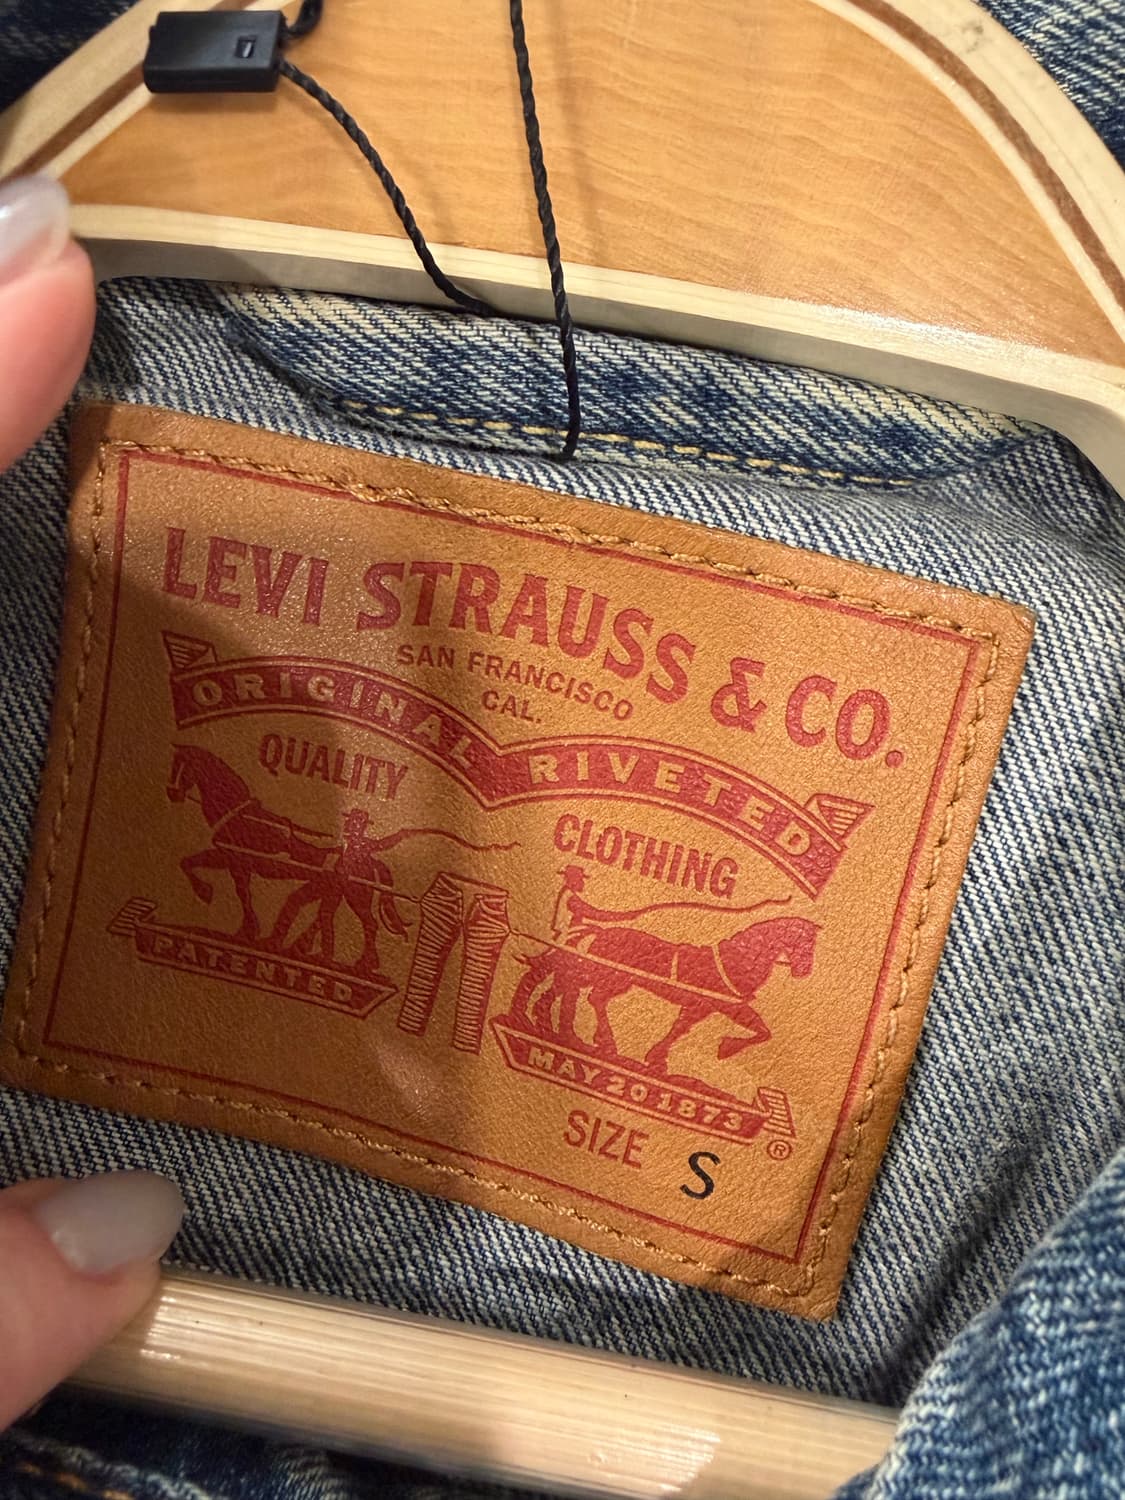 LEVI STRAUSS & CO.
SAN FRANCISCO
CAL.
ORIGINAL RIVETED
QUALITY CLOTHING
PATENTED MAY 20 1873
®
SIZE S